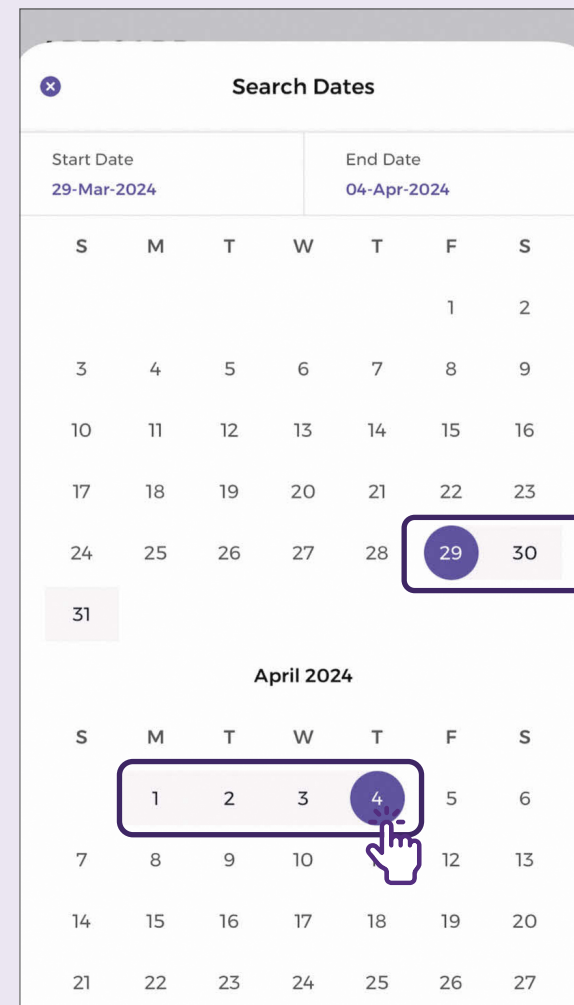 Search Dates
Start Date End Date
29-Mar-2024 04-Apr-2024
S M T W T F S
1 2
3 4 5 6 7 8 9
10 11 12 13 14 15 16
17 18 19 20 21 22 23
24 25 26 27 28 29 30
31
April 2024
S M T W T F S
1 2 3 4 5 6
7 8 9 10 12 13
14 15 16 17 18 19 20
21 22 23 24 25 26 27